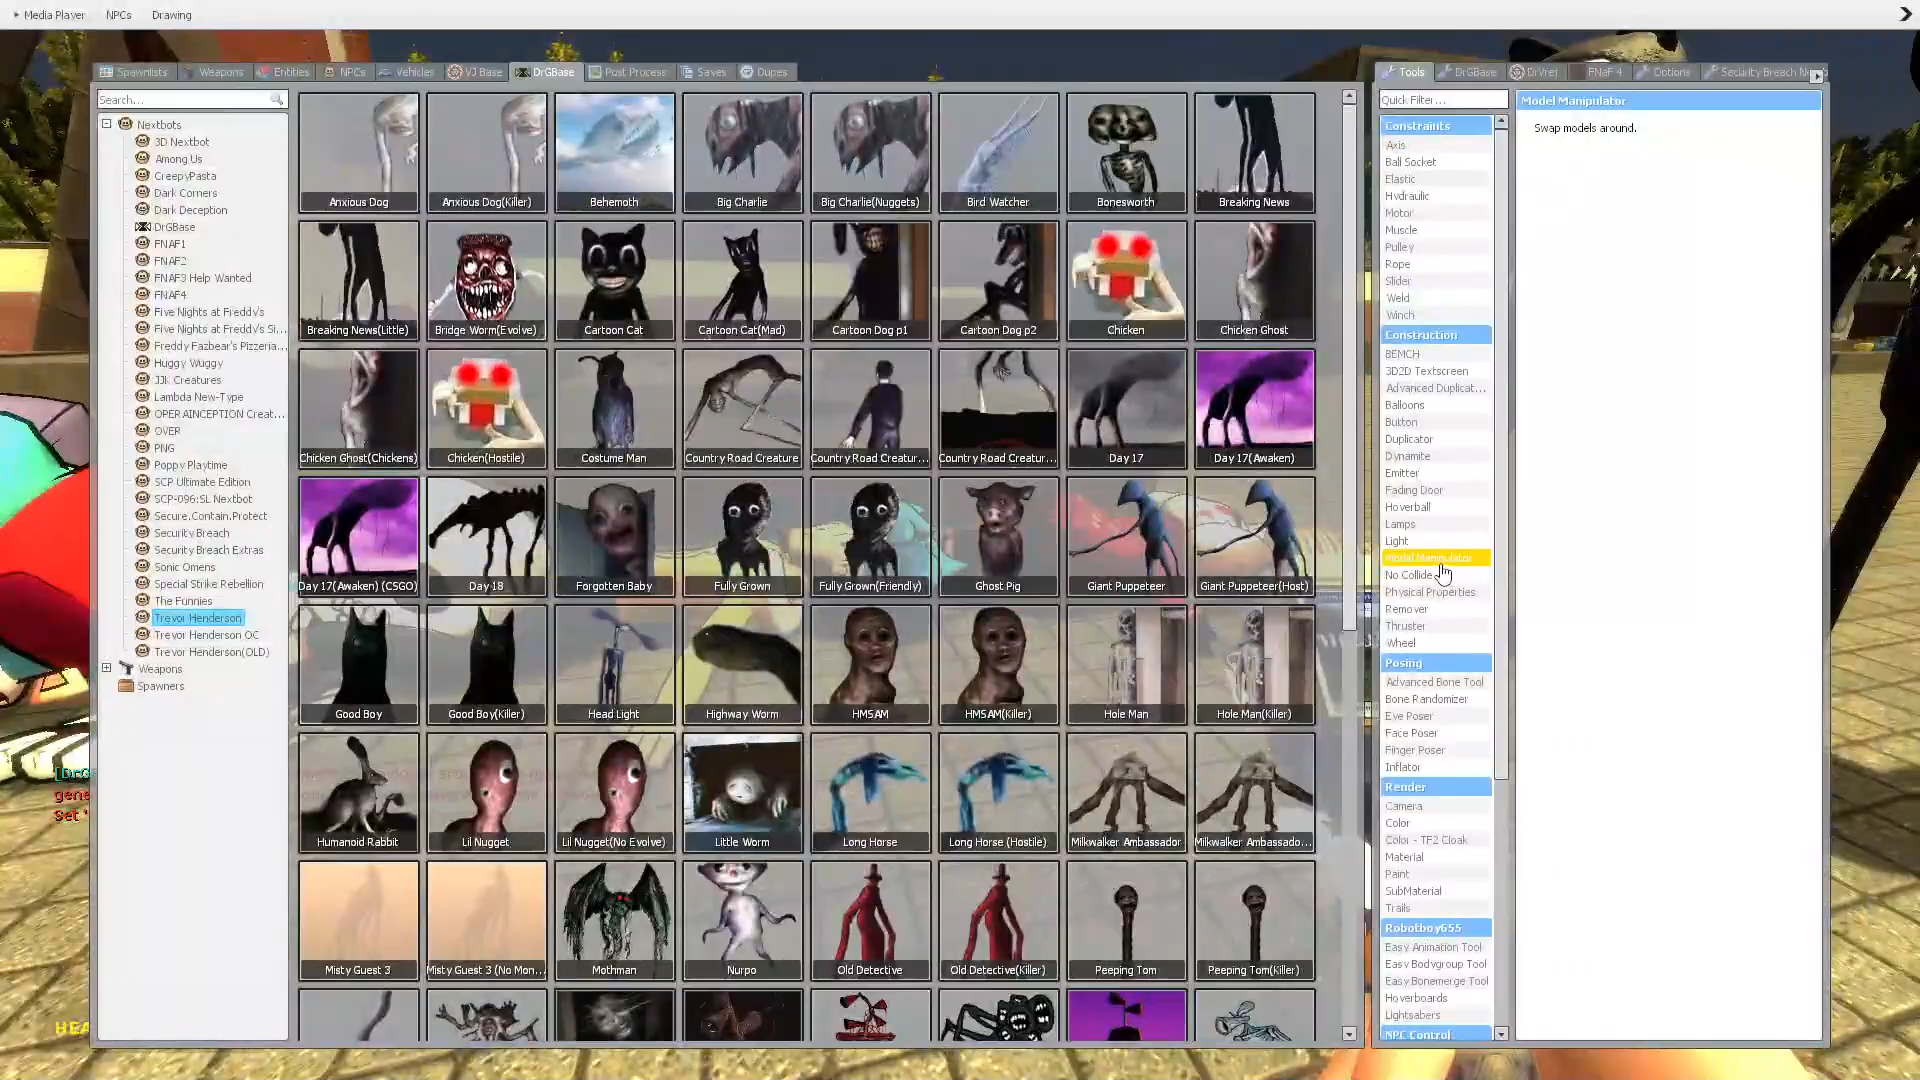 Media Player NPCs Drawing
Spawnlists Weapons Entities NPCs Vehicles VJ Base DrGBase Post Process Saves Dupes
Search...
Nextbots
3D Nextbot
Among Us
CreepyPasta
Dark Corners
Dark Deception
DrGBase
FNAF1
FNAF2
FNAF3 Help Wanted
FNAF4
Five Nights at Freddy's
Five Nights at Freddy's Si...
Freddy Fazbear's Pizzeria...
Huggy Wuggy
JJK Creatures
Lambda New-Type
OPERAINCEPTION Creat...
OVER
PNG
Poppy Playtime
SCP Ultimate Edition
SCP-096:SL Nextbot
Secure.Contain.Protect
Security Breach
Security Breach Extras
Sonic Omens
Special Strike Rebellion
The Funnies
Trevor Henderson
Trevor Henderson OC
Trevor Henderson(OLD)
Weapons
Spawners
Anxious Dog Anxious Dog(Killer) Behemoth Big Charlie Big Charlie(Nuggets) Bird Watcher Bonesworth Breaking News
Breaking News(Little) Bridge Worm(Evolve) Cartoon Cat Cartoon Cat(Mad) Cartoon Dog p1 Cartoon Dog p2 Chicken Chicken Ghost
Chicken Ghost(Chickens) Chicken(Hostile) Costume Man Country Road Creature Country Road Creatur... Country Road Creatur... Day 17 Day 17(Awaken)
Day 17(Awaken) (CSGO) Day 18 Forgotten Baby Fully Grown Fully Grown(Friendly) Ghost Pig Giant Puppeteer Giant Puppeteer(Host)
Good Boy Good Boy(Killer) Head Light Highway Worm HMSAM HMSAM(Killer) Hole Man Hole Man(Killer)
Humanoid Rabbit Lil Nugget Lil Nugget(No Evolve) Little Worm Long Horse Long Horse (Hostile) Milkwalker Ambassador Milkwalker Ambassado...
Misty Guest 3 Misty Guest 3 (No Mon... Mothman Nurpo Old Detective Old Detective(Killer) Peeping Tom Peeping Tom(Killer)
Tools DrGBase DrVrej FNaF 4 Options Security Breach
Quick Filter...
Constraints
Axis
Ball Socket
Elastic
Hydraulic
Motor
Muscle
Pulley
Rope
Slider
Weld
Winch
Construction
BEMCH
3D2D Textscreen
Advanced Duplicat...
Balloons
Button
Duplicator
Dynamite
Emitter
Fading Door
Hoverball
Lamps
Light
Model Manipulator
No Collide
Physical Properties
Remover
Thruster
Wheel
Posing
Advanced Bone Tool
Bone Randomizer
Eye Poser
Face Poser
Finger Poser
Inflator
Render
Camera
Color
Color - TF2 Cloak
Material
Paint
SubMaterial
Trails
Robotboy655
Easy Animation Tool
Easy Bodygroup Tool
Easy Bonemerge Tool
Hoverboards
Lightsabers
NPC Control
Model Manipulator
Swap models around.
[DrG
gene
Set '
HEA